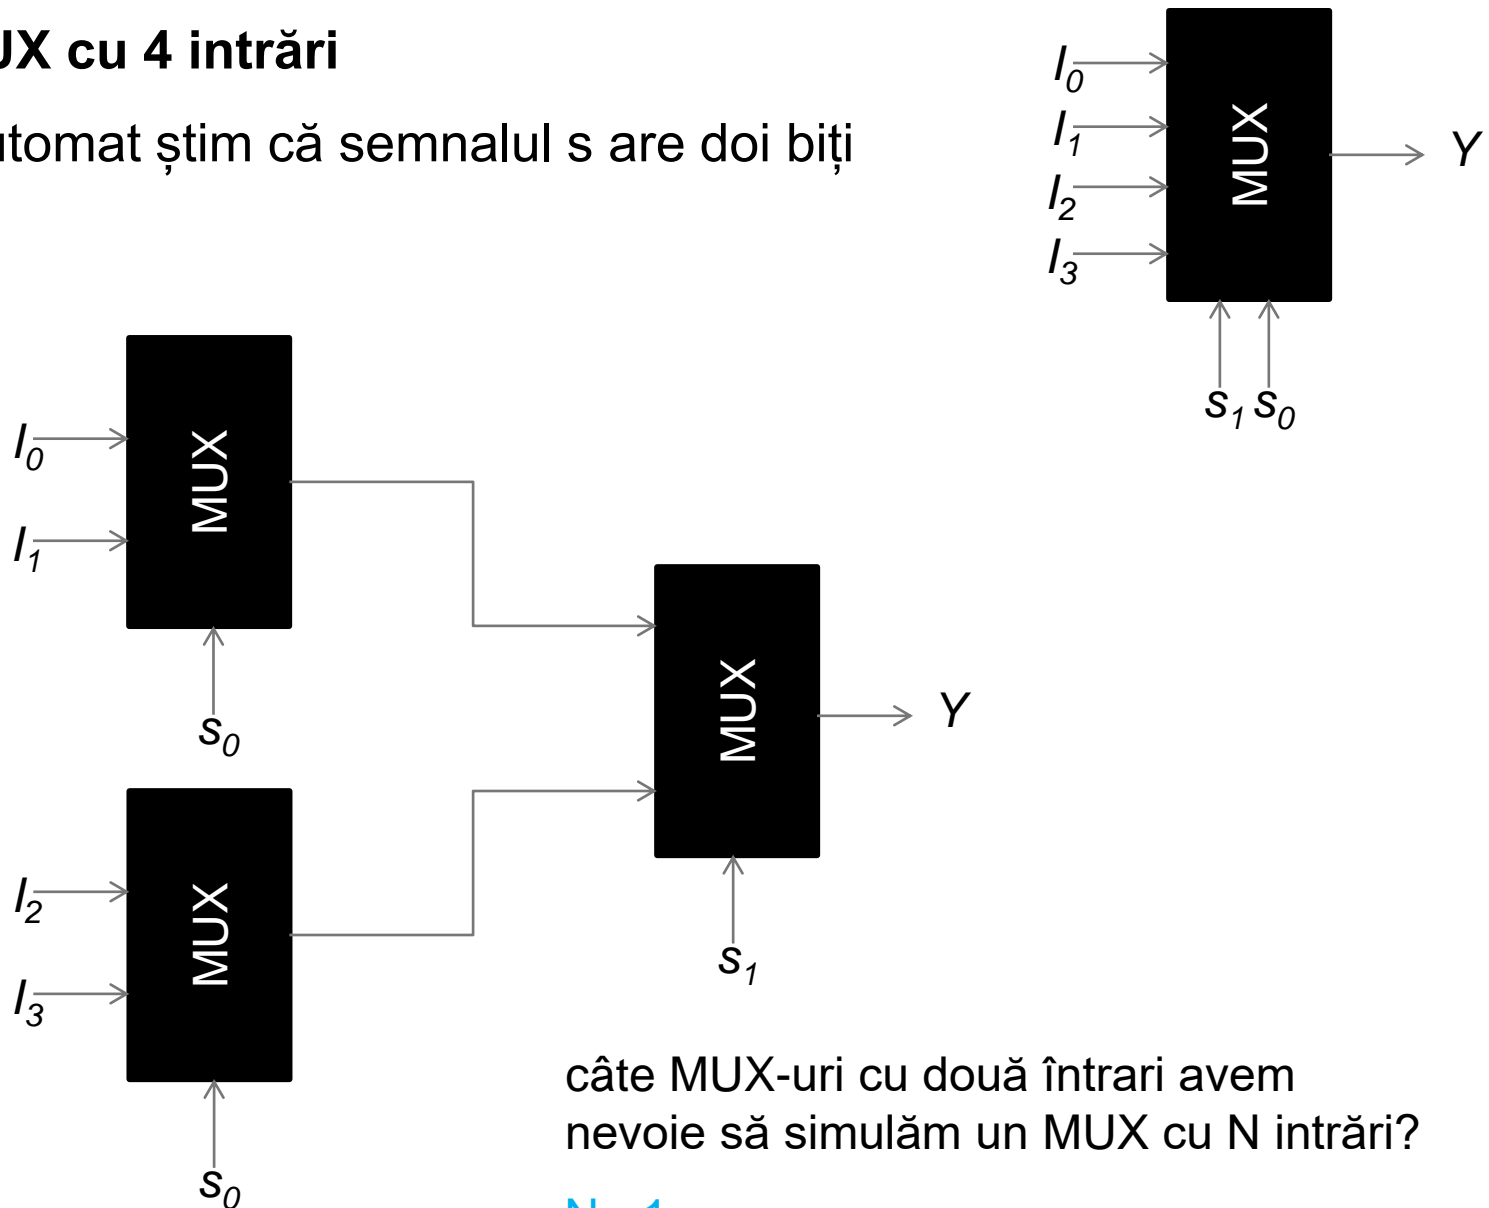 UX cu 4 intrări
utomat știm că semnalul s are doi biți
I0
I1
I2
I3
MUX
Y
s1 s0
I0
I1
MUX
s0
I2
I3
MUX
s0
MUX
Y
s1
câte MUX-uri cu două întrari avem
nevoie să simulăm un MUX cu N intrări?